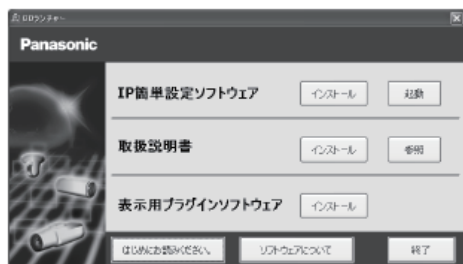 CDランチャー
Panasonic
IP簡単設定ソフトウェア インストール 起動
取扱説明書 インストール 参照
表示用プラグインソフトウェア インストール
はじめにお読みください。 ソフトウェアについて 終了